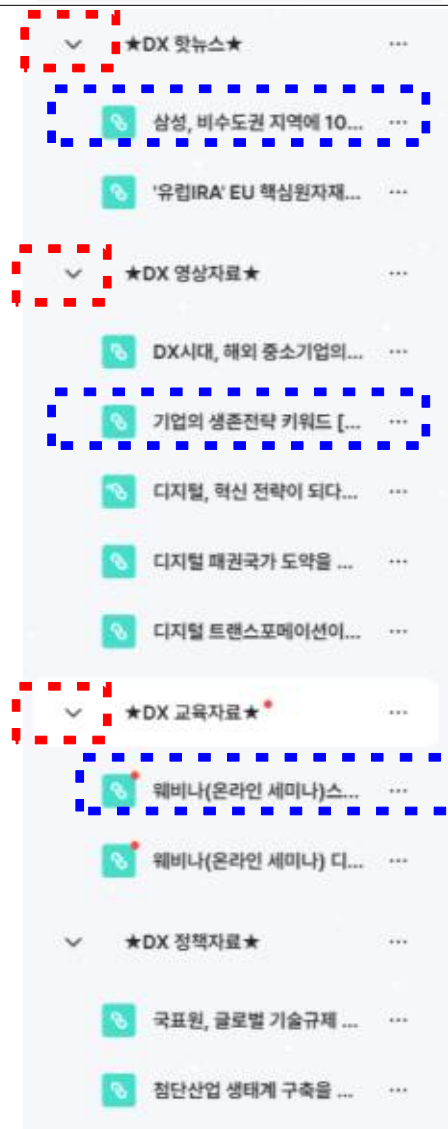 ★DX 핫뉴스★ ...
삼성, 비수도권 지역에 10... ...
'유럽IRA' EU 핵심원자재... ...
★DX 영상자료★ ...
DX시대, 해외 중소기업의... ...
기업의 생존전략 키워드 [... ...
디지털, 혁신 전략이 되다... ...
디지털 패권국가 도약을 ... ...
디지털 트랜스포메이션이... ...
★DX 교육자료★ ...
웨비나(온라인 세미나)스... ...
웨비나(온라인 세미나) 디... ...
★DX 정책자료★ ...
국표원, 글로벌 기술규제 ... ...
첨단산업 생태계 구축을 ... ...